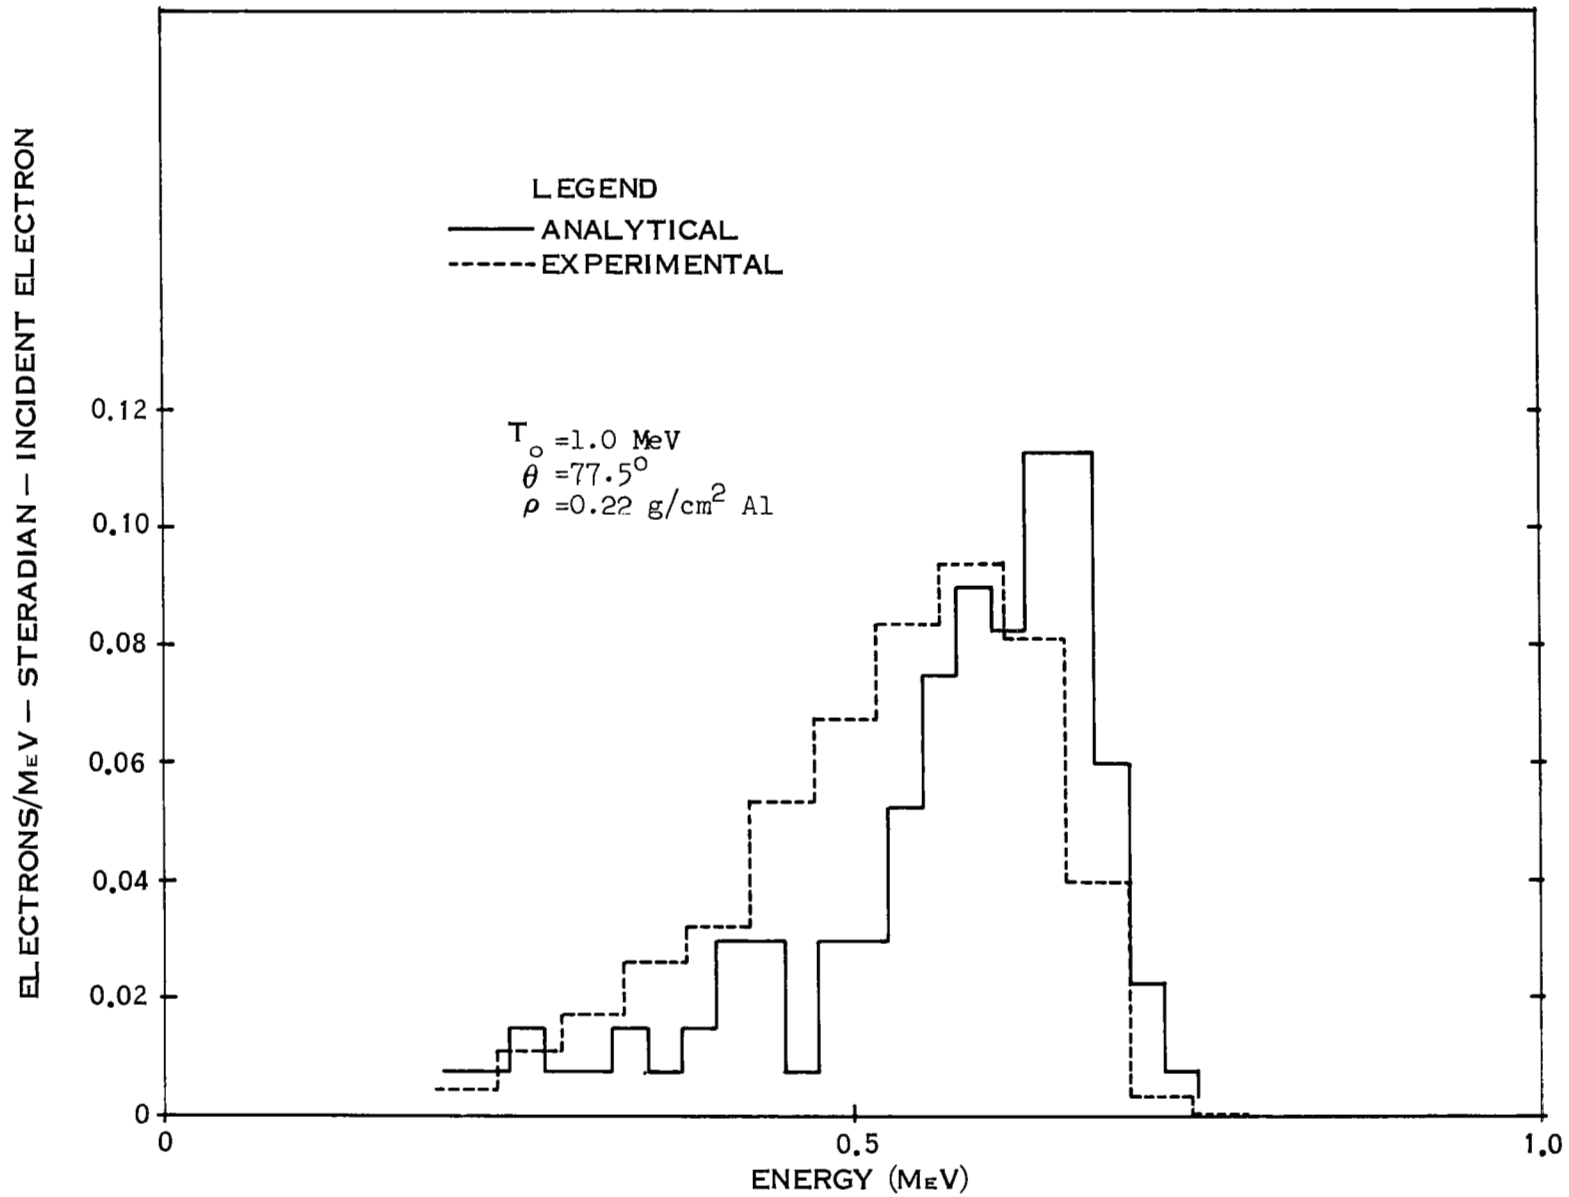 ELECTRONS/MeV — STERADIAN — INCIDENT ELECTRON
LEGEND
ANALYTICAL
EXPERIMENTAL
T₀ =1.0 MeV
θ =77.5°
ρ =0.22 g/cm² Al
0.12
0.10
0.08
0.06
0.04
0.02
0
0 0.5 1.0
ENERGY (MeV)